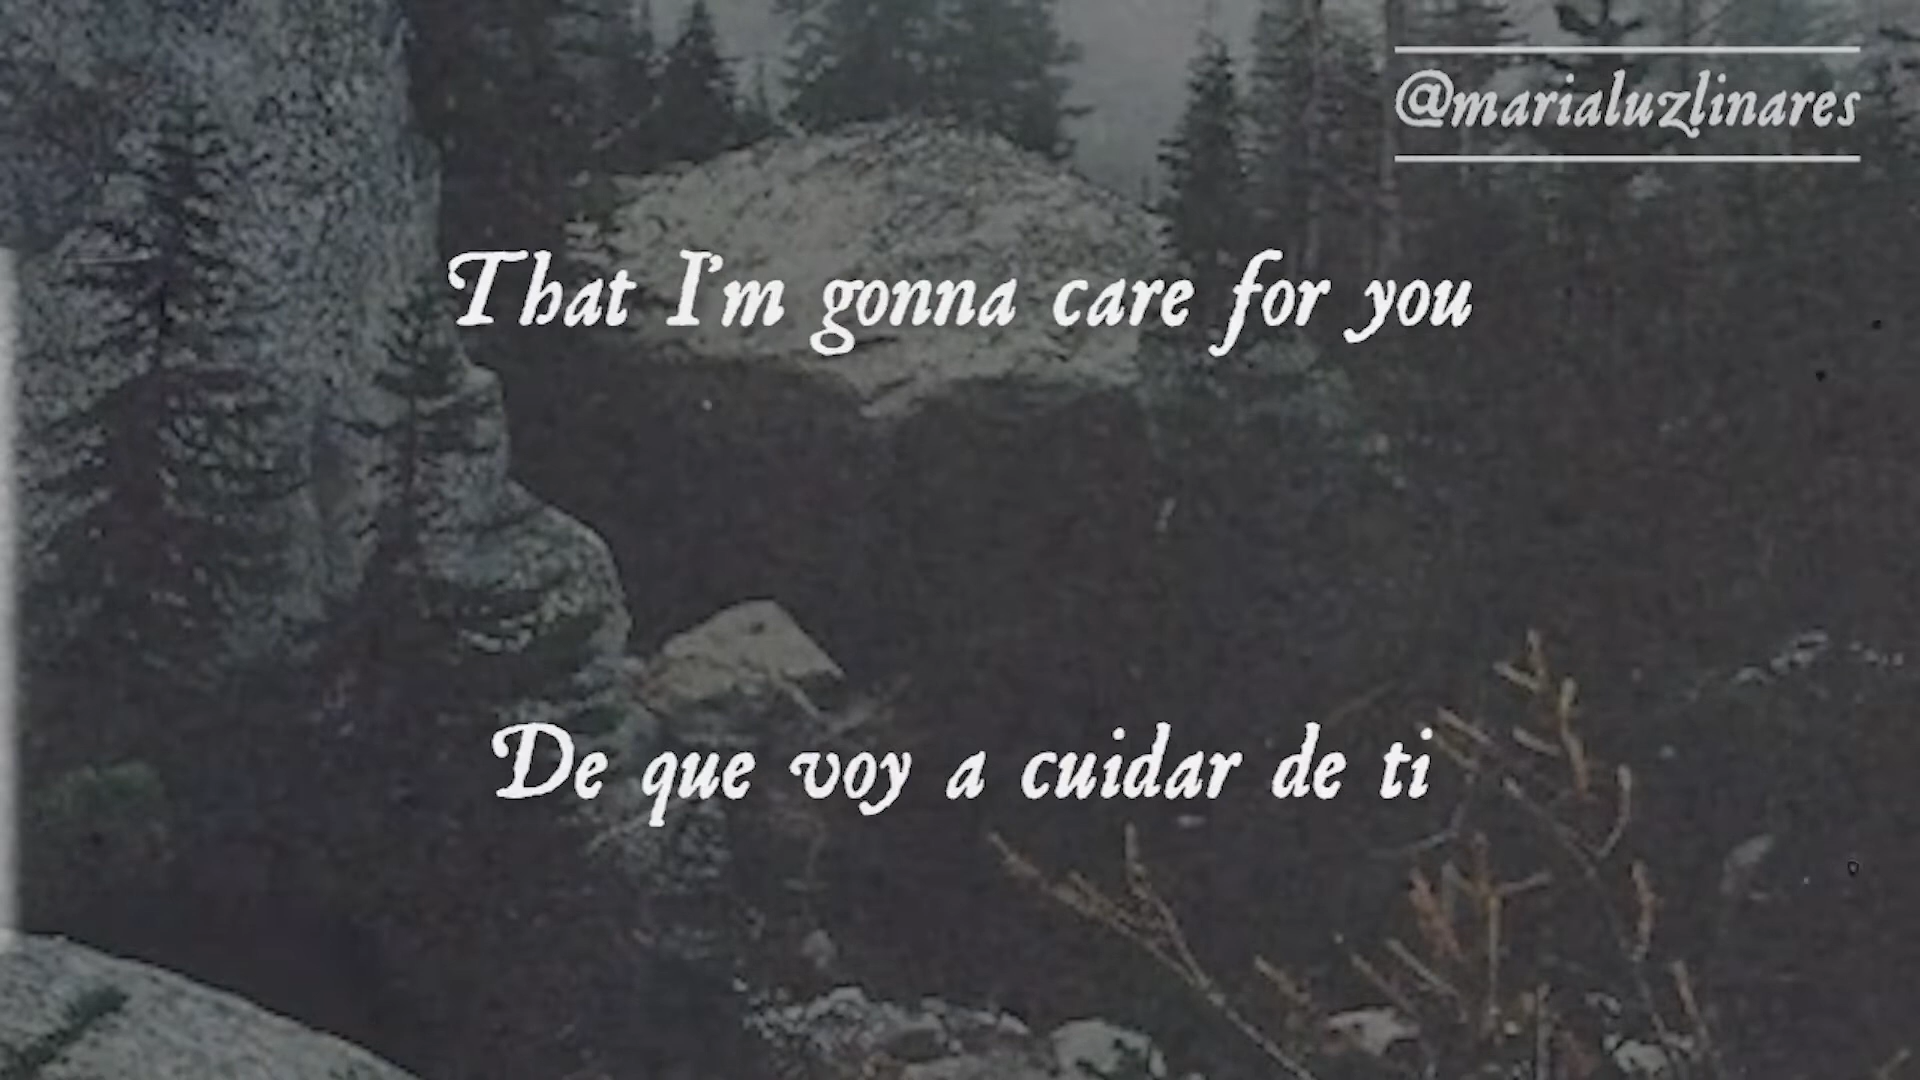 @marialuzlinares
That I'm gonna care for you
De que voy a cuidar de ti